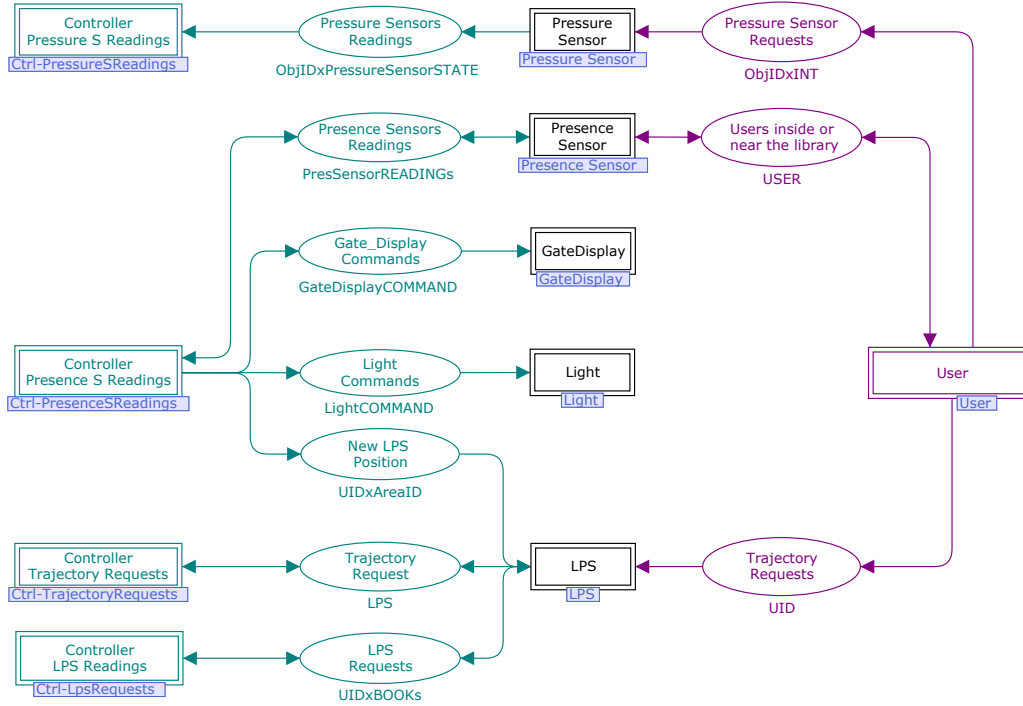 Controller
Pressure S Readings
Ctrl-PressureSReadings
Pressure Sensors
Readings
ObjIDxPressureSensorSTATE
Pressure
Sensor
Pressure Sensor
Pressure Sensor
Requests
ObjIDxINT
Presence Sensors
Readings
PresSensorREADINGs
Presence
Sensor
Presence Sensor
Users inside or
near the library
USER
Gate_Display
Commands
GateDisplayCOMMAND
GateDisplay
GateDisplay
Controller
Presence S Readings
Ctrl-PresenceSReadings
Light
Commands
LightCOMMAND
Light
Light
User
User
New LPS
Position
UIDxAreaID
Controller
Trajectory Requests
Ctrl-TrajectoryRequests
Trajectory
Request
LPS
LPS
LPS
Trajectory
Requests
UID
Controller
LPS Readings
Ctrl-LpsRequests
LPS
Requests
UIDxBOOKs